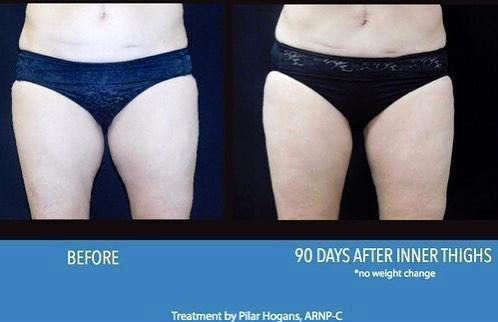 BEFORE
90 DAYS AFTER INNER THIGHS
*no weight change
Treatment by Pilar Hogans, ARNP-C